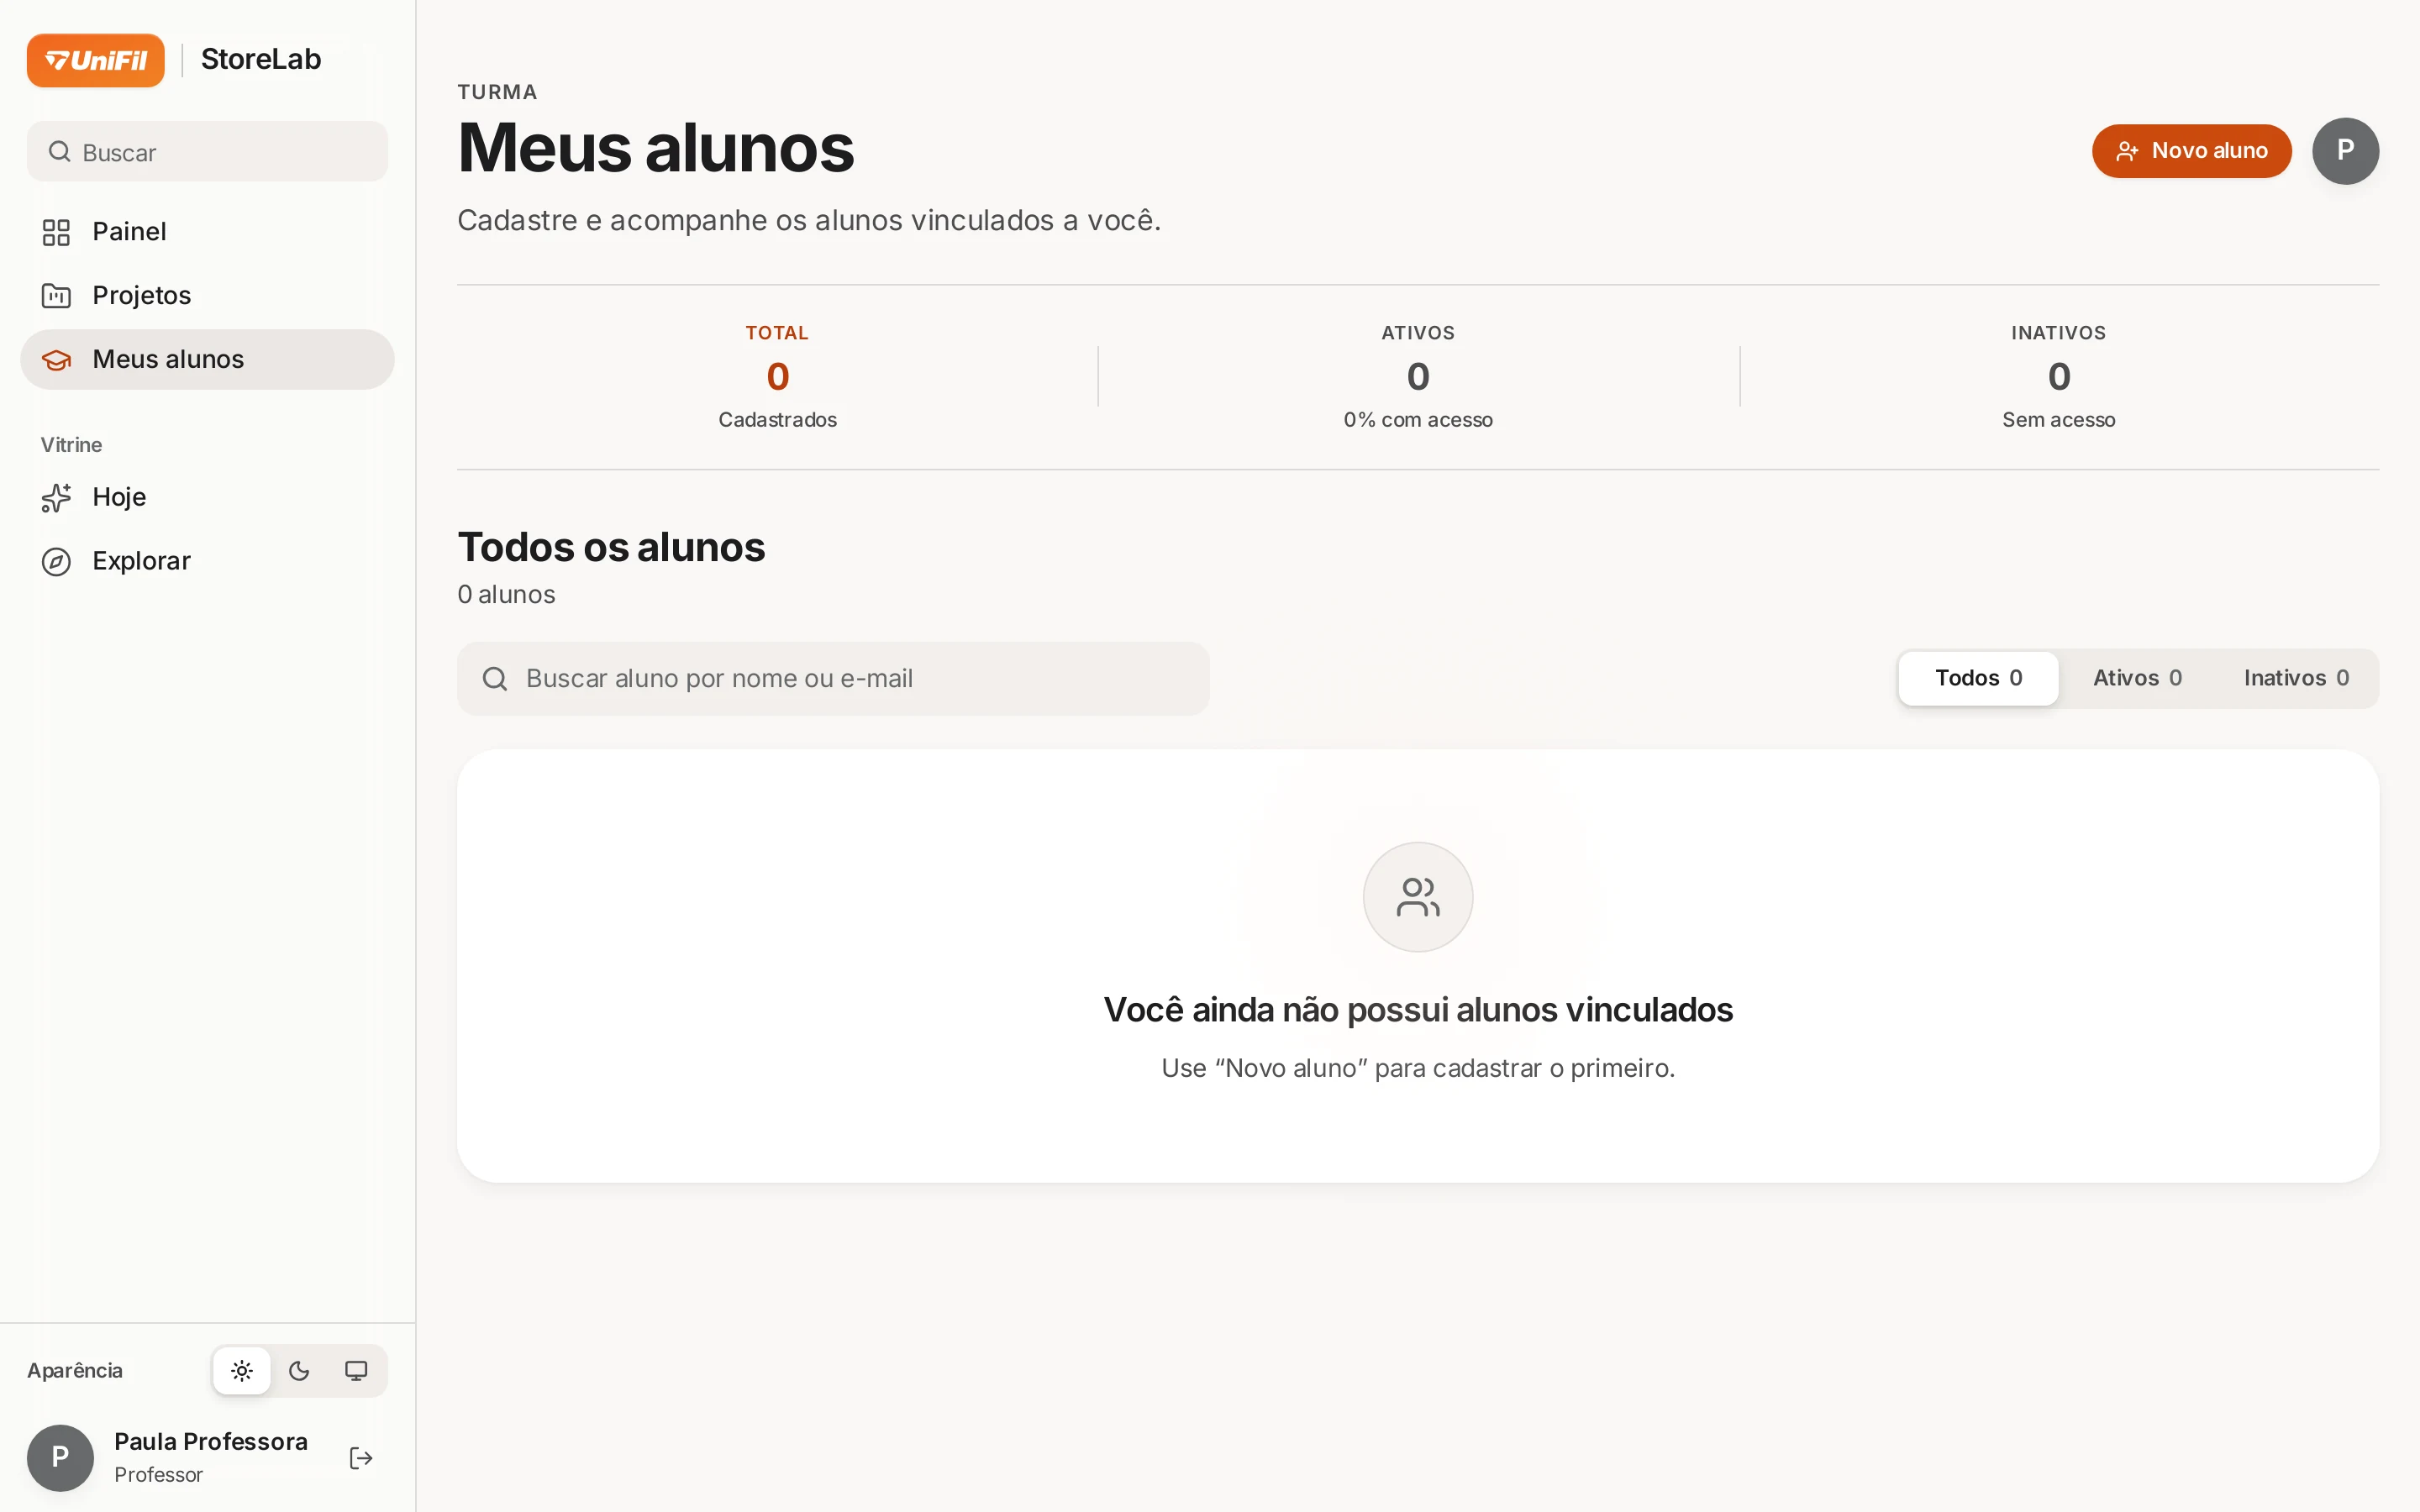 UniFil
StoreLab
Buscar
Painel
Projetos
Meus alunos
Vitrine
Hoje
Explorar
Aparência
P
Paula Professora
Professor
TURMA
Meus alunos
Cadastre e acompanhe os alunos vinculados a você.
Novo aluno
P
TOTAL
0
Cadastrados
ATIVOS
0
0% com acesso
INATIVOS
0
Sem acesso
Todos os alunos
0 alunos
Buscar aluno por nome ou e-mail
Todos 0
Ativos 0
Inativos 0
Você ainda não possui alunos vinculados
Use “Novo aluno” para cadastrar o primeiro.